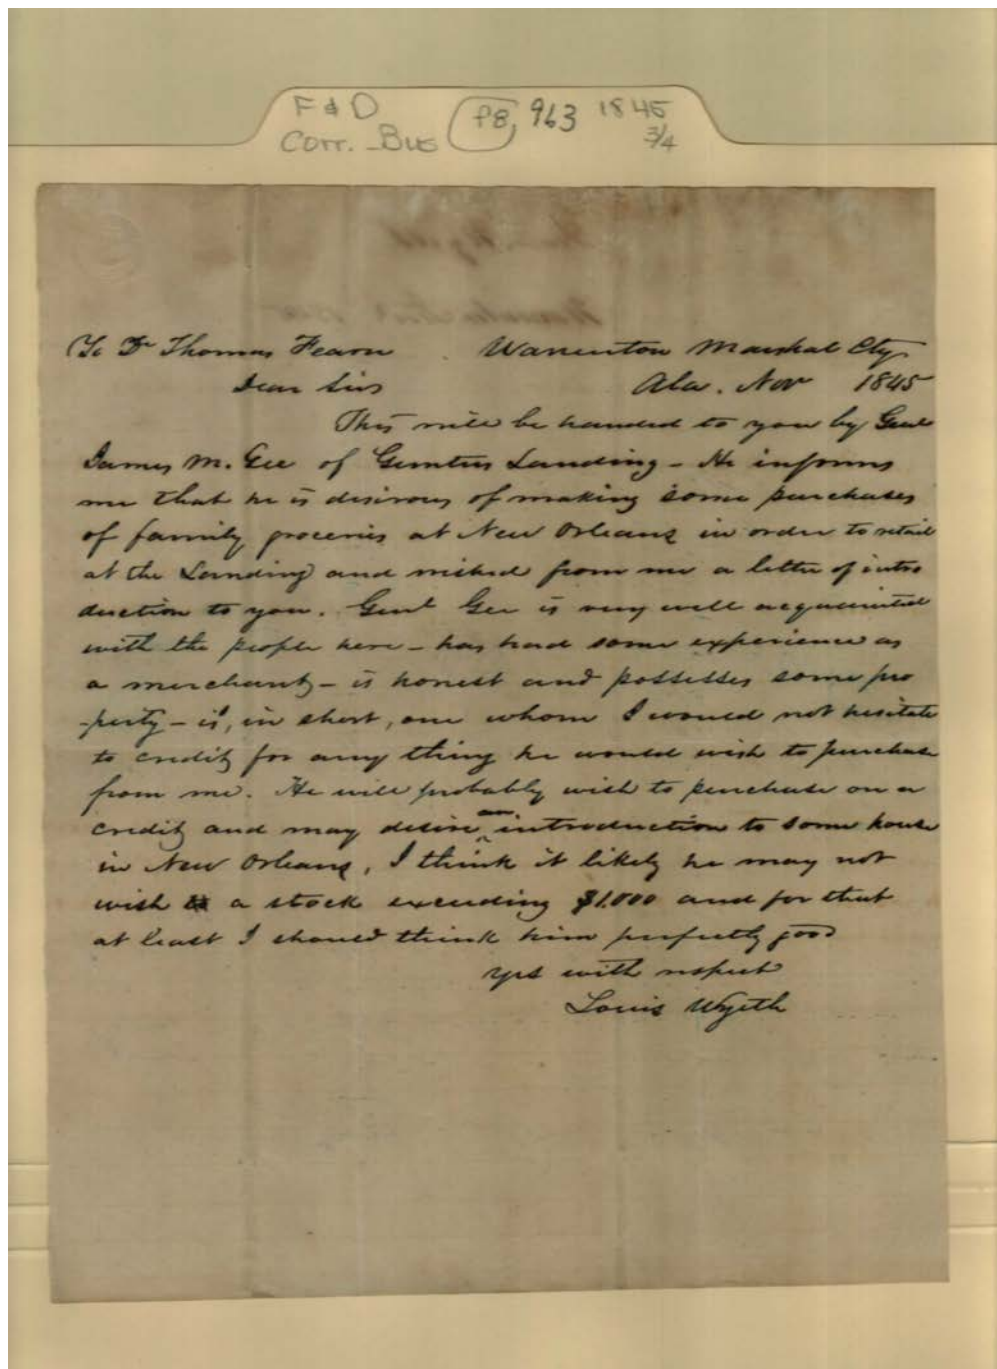 F & D P8, 963 1845
Corr. Bus 3/4
To Dr Thomas Fearn Warrenton Marshal Cty
Dear Sir Ala. Nov 1845
This will be handed to you by Genl
James M. Gee of Gunters Landing - He informs
me that he is desirous of making some purchases
of family groceries at New Orleans in order to retail
at the Landing and wished from me a letter of intro
duction to you. Genl Gee is very well acquainted
with the people here - has had some experience as
a merchant - is honest and possesses some pro
-perty - is, in short, one whom I would not hesitate
to credit for any thing he would wish to purchase
from me. He will probably wish to purchase on a
credit and may desire an introduction to some house
in New Orleans, I think it likely he may not
wish a stock exceeding $1.000 and for that
at least I should think him perfectly good
yrs with respect
Louis Wyeth